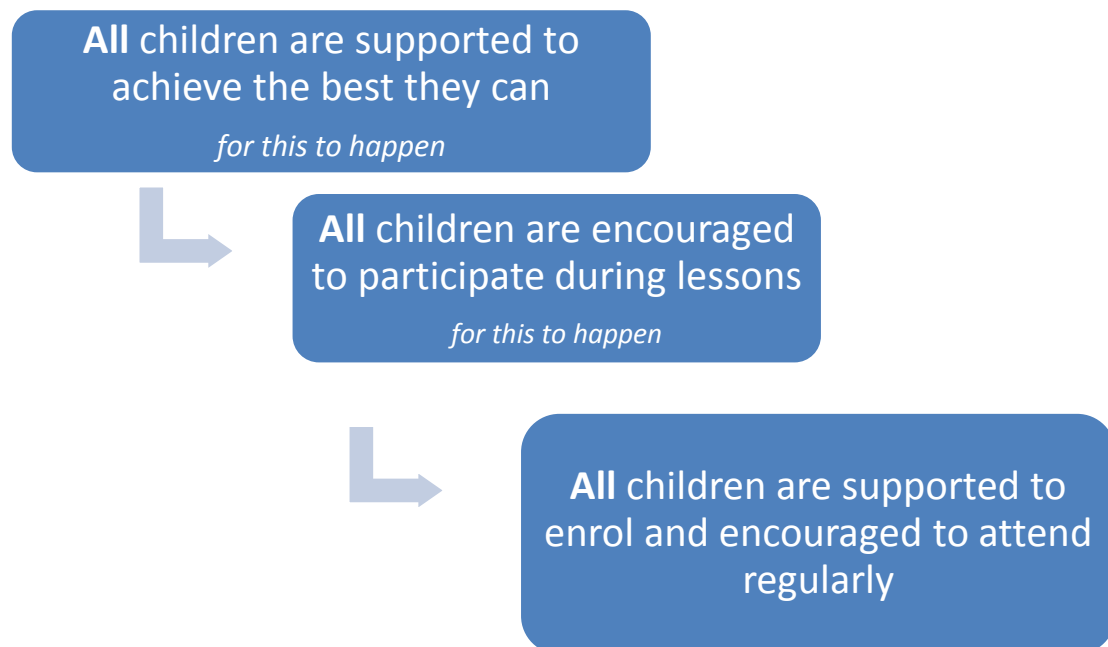 All children are supported to
achieve the best they can
for this to happen
All children are encouraged
to participate during lessons
for this to happen
All children are supported to
enrol and encouraged to attend
regularly